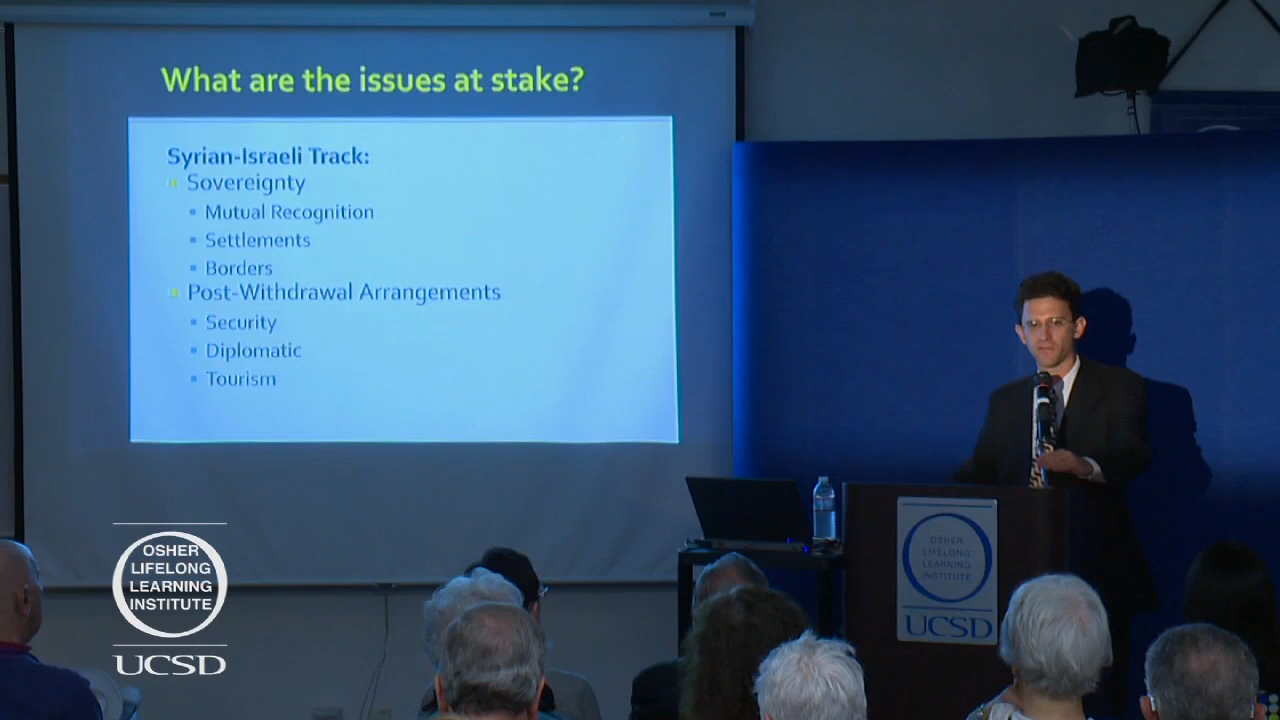 What are the issues at stake?
Syrian-Israeli Track:
Sovereignty
Mutual Recognition
Settlements
Borders
Post-Withdrawal Arrangements
Security
Diplomatic
Tourism
OSHER
LIFELONG
LEARNING
INSTITUTE
UCSD
OSHER
LIFELONG
LEARNING
INSTITUTE
UCSD